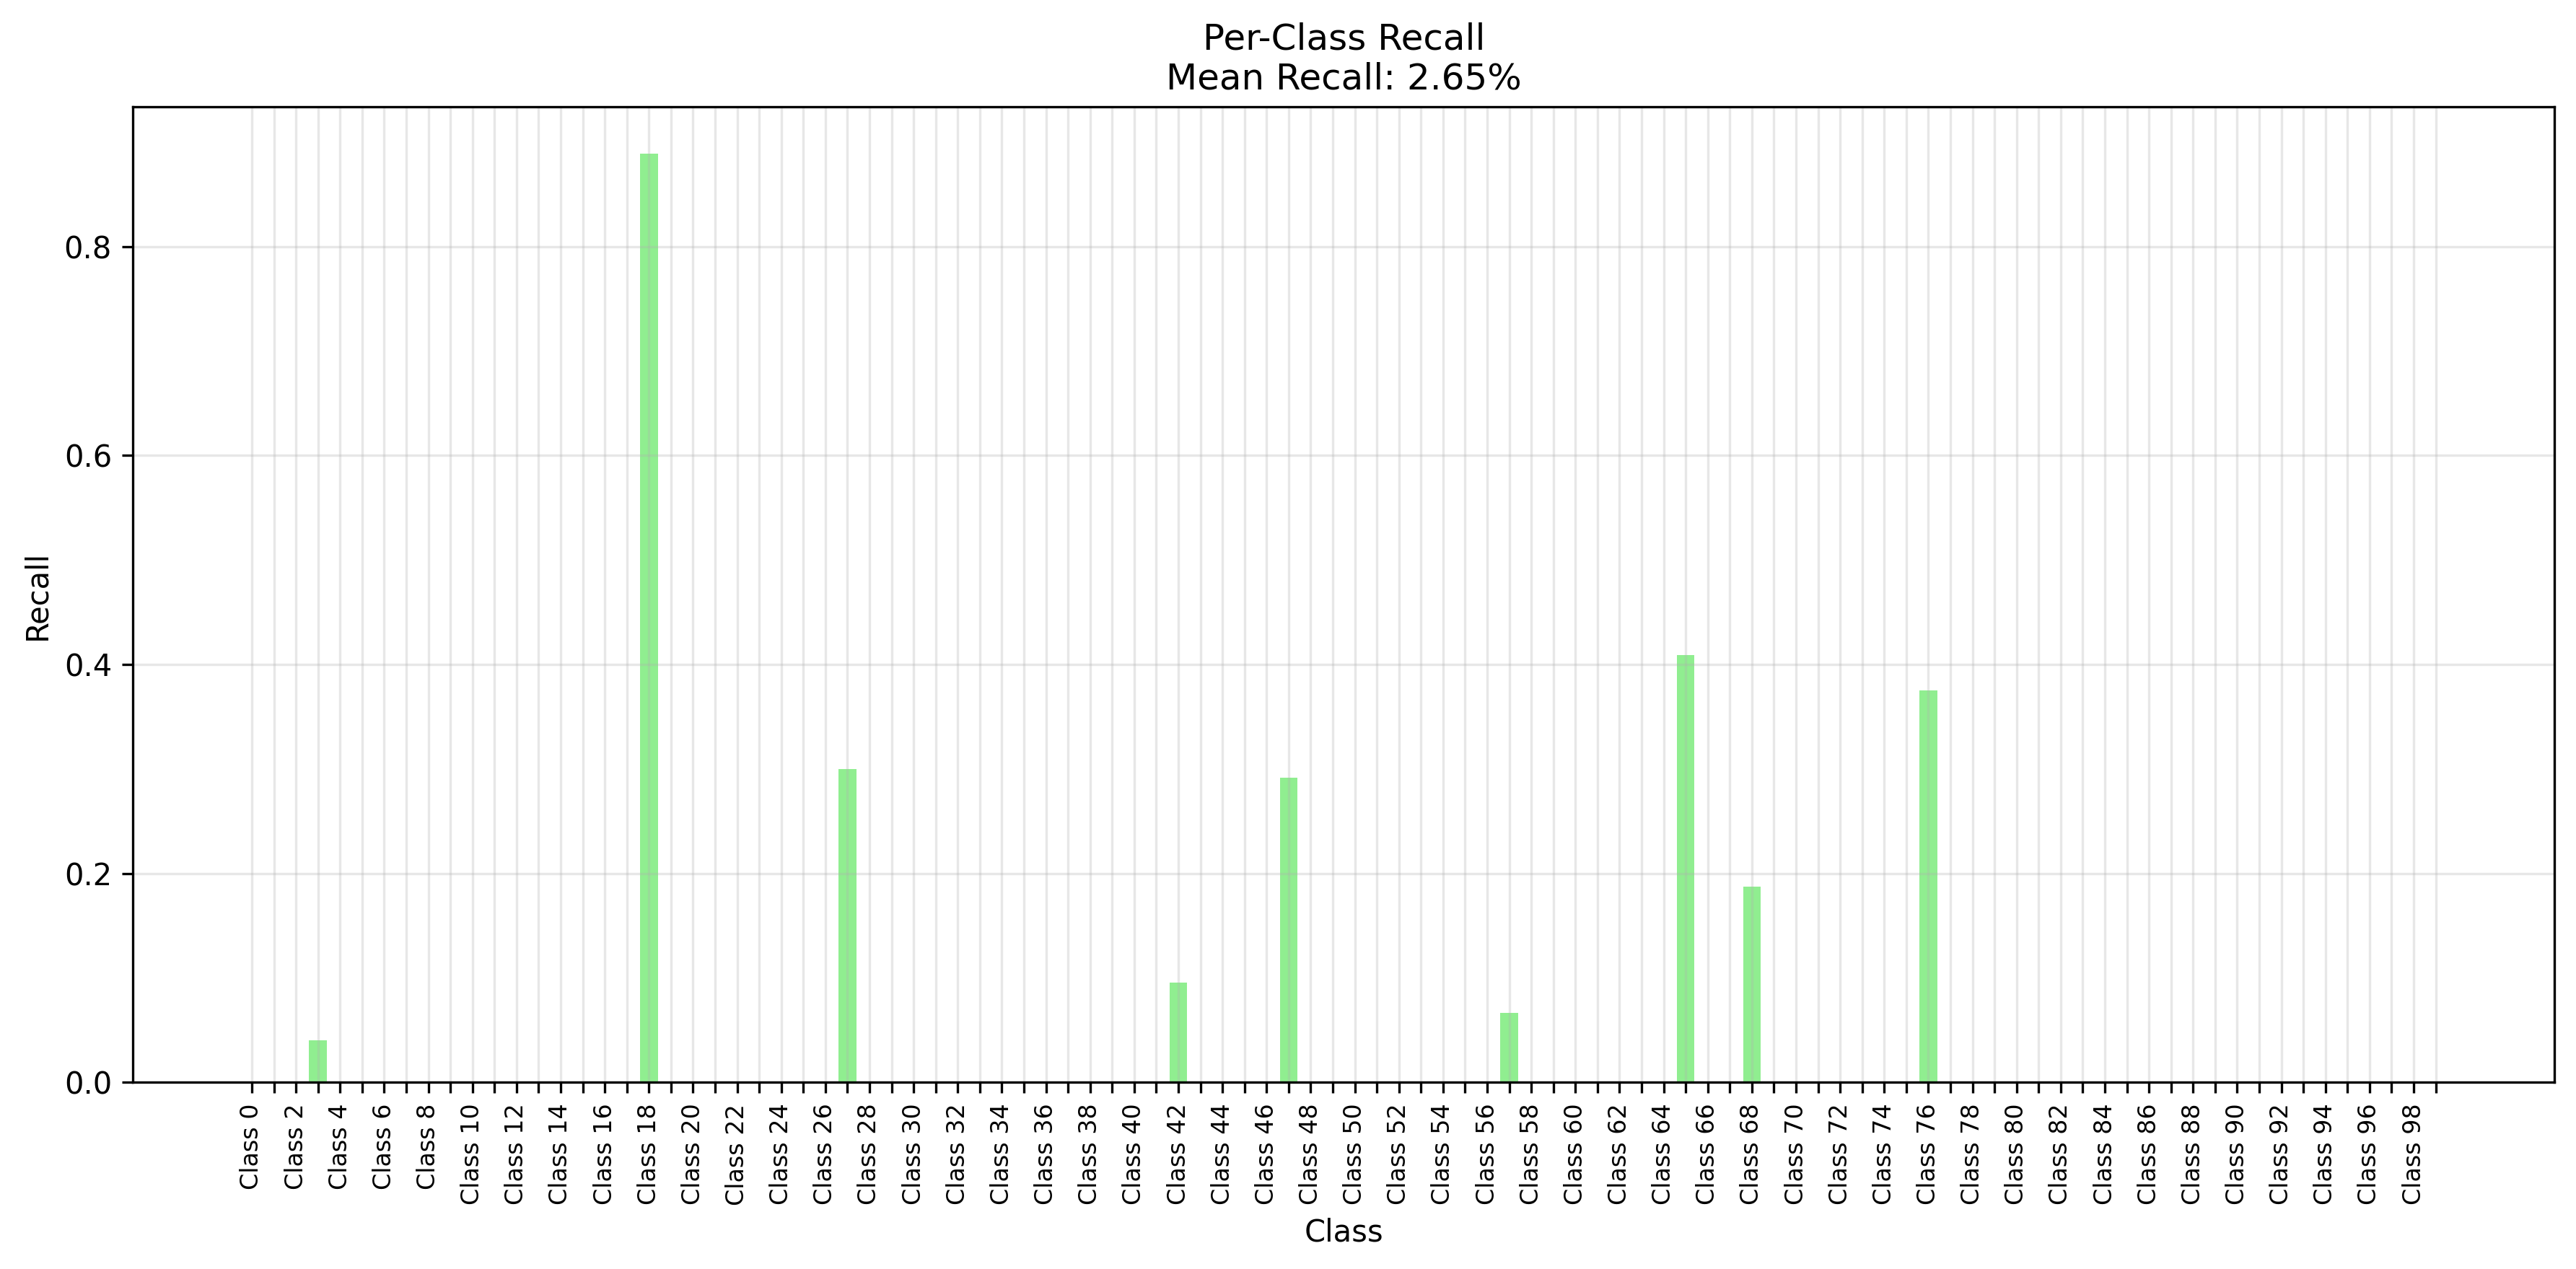 Per-Class Recall
Mean Recall: 2.65%
Recall
0.8
0.6
0.4
0.2
0.0
Class 0
Class 2
Class 4
Class 6
Class 8
Class 10
Class 12
Class 14
Class 16
Class 18
Class 20
Class 22
Class 24
Class 26
Class 28
Class 30
Class 32
Class 34
Class 36
Class 38
Class 40
Class 42
Class 44
Class 46
Class 48
Class 50
Class 52
Class 54
Class 56
Class 58
Class 60
Class 62
Class 64
Class 66
Class 68
Class 70
Class 72
Class 74
Class 76
Class 78
Class 80
Class 82
Class 84
Class 86
Class 88
Class 90
Class 92
Class 94
Class 96
Class 98
Class